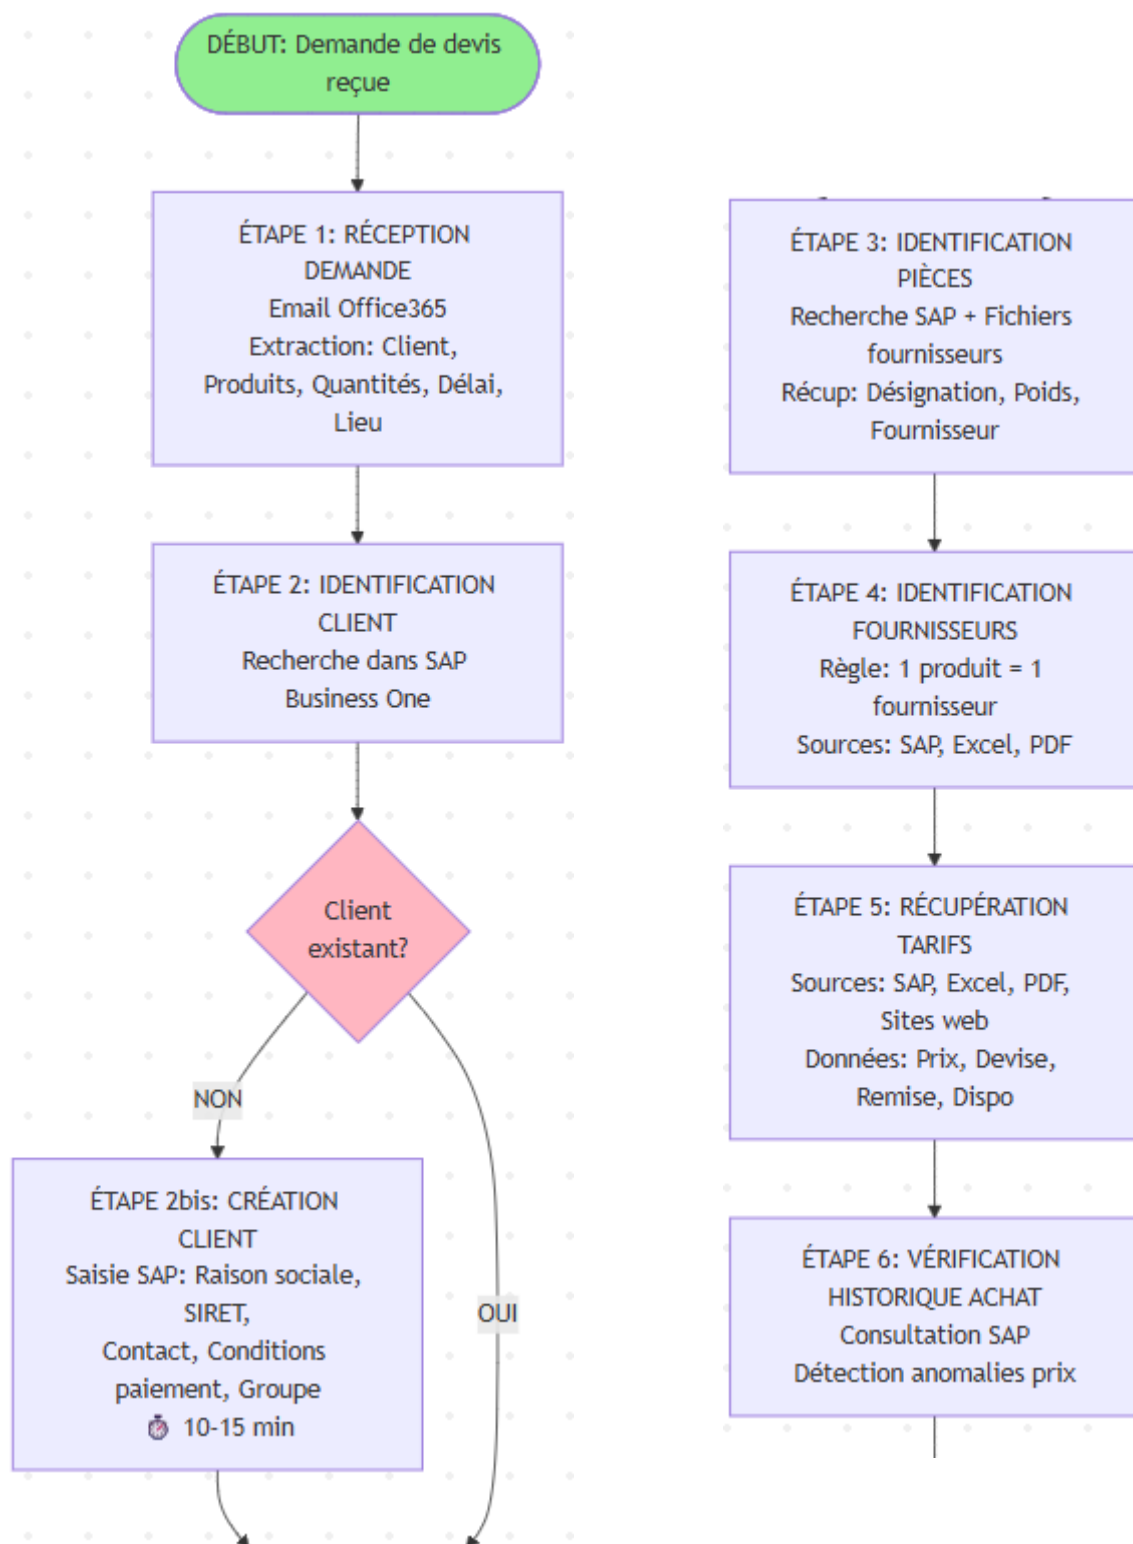 DÉBUT: Demande de devis
reçue
ÉTAPE 1: RÉCEPTION
DEMANDE
Email Office365
Extraction: Client,
Produits, Quantités, Délai,
Lieu
ÉTAPE 2: IDENTIFICATION
CLIENT
Recherche dans SAP
Business One
Client
existant?
NON
OUI
ÉTAPE 2bis: CRÉATION
CLIENT
Saisie SAP: Raison sociale,
SIRET,
Contact, Conditions
paiement, Groupe
⏱ 10-15 min
ÉTAPE 3: IDENTIFICATION
PIÈCES
Recherche SAP + Fichiers
fournisseurs
Récup: Désignation, Poids,
Fournisseur
ÉTAPE 4: IDENTIFICATION
FOURNISSEURS
Règle: 1 produit = 1
fournisseur
Sources: SAP, Excel, PDF
ÉTAPE 5: RÉCUPÉRATION
TARIFS
Sources: SAP, Excel, PDF,
Sites web
Données: Prix, Devise,
Remise, Dispo
ÉTAPE 6: VÉRIFICATION
HISTORIQUE ACHAT
Consultation SAP
Détection anomalies prix